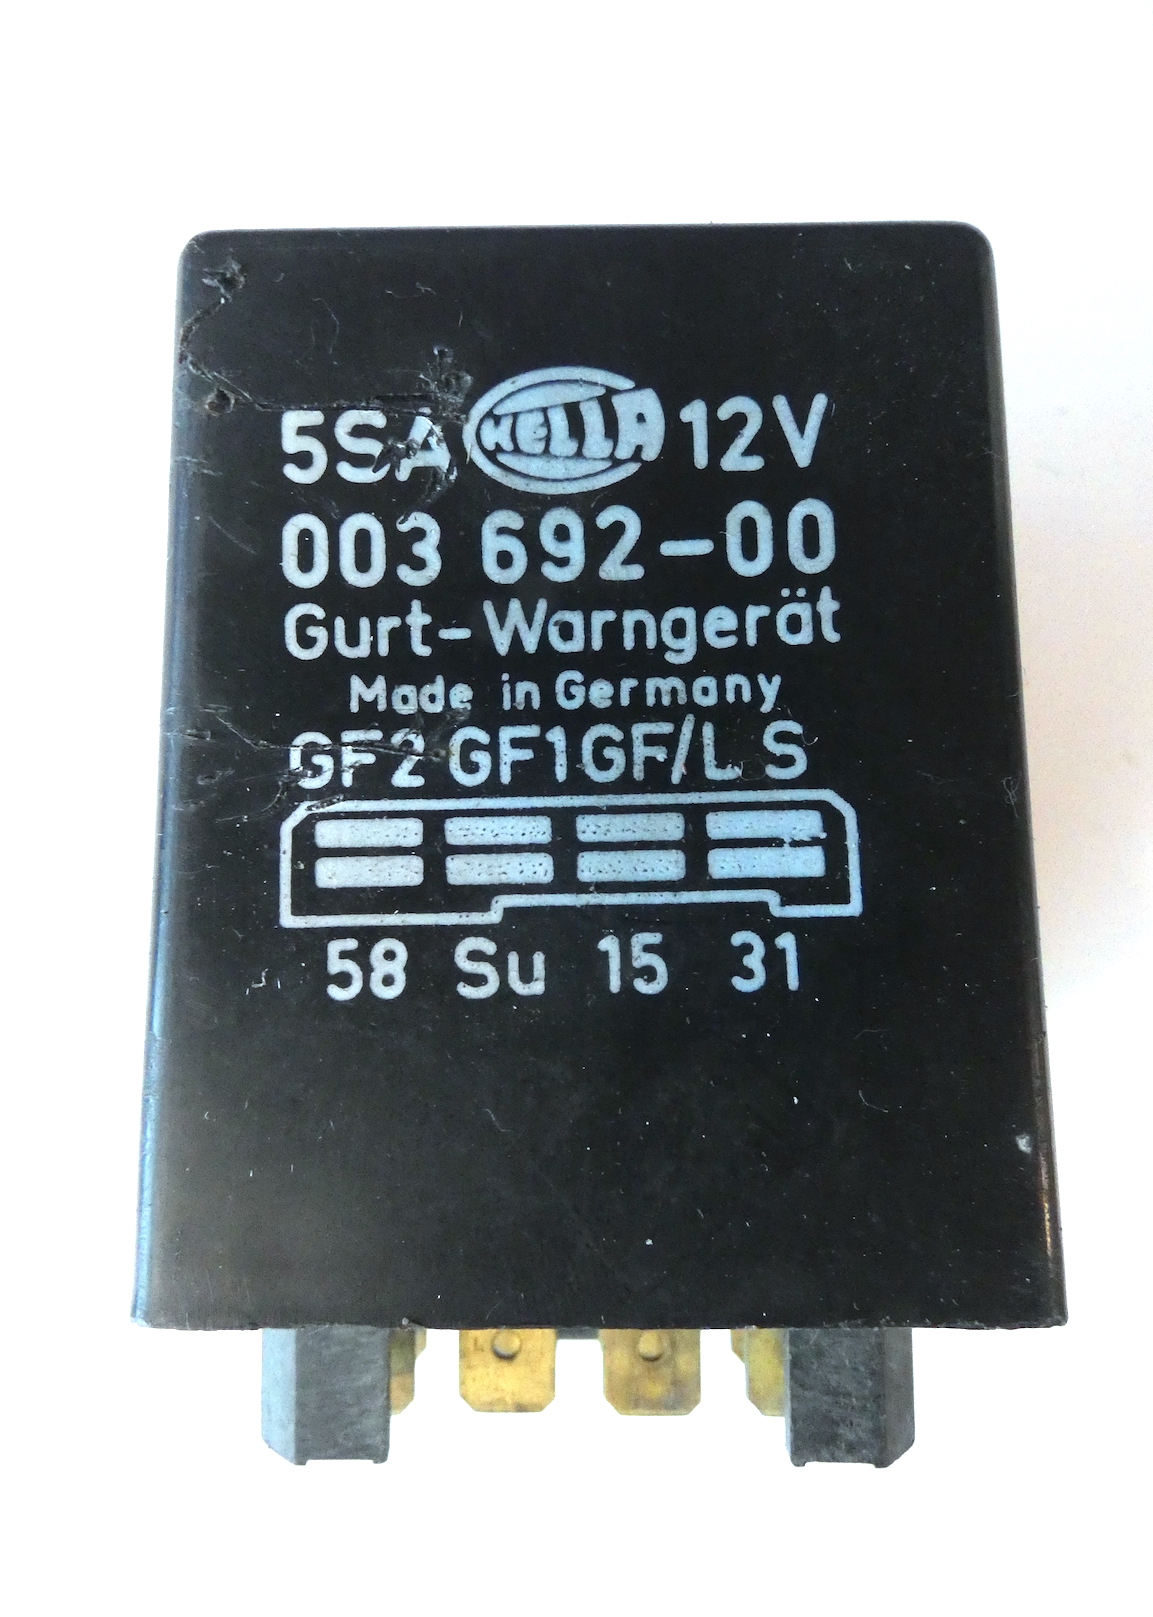 5SA HELLA 12V
003 692-00
Gurt-Warngerät
Made in Germany
GF2 GF1 GF/L S
58 Su 15 31